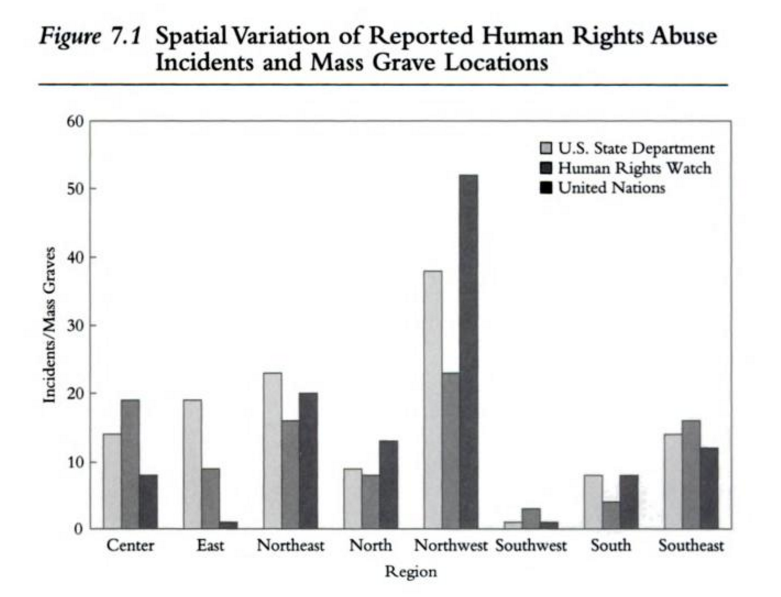 Figure 7.1 Spatial Variation of Reported Human Rights Abuse
Incidents and Mass Grave Locations
60
U.S. State Department
Human Rights Watch
United Nations
50
40
30
20
10
0
Incidents/Mass Graves
Center East Northeast North Northwest Southwest South Southeast
Region